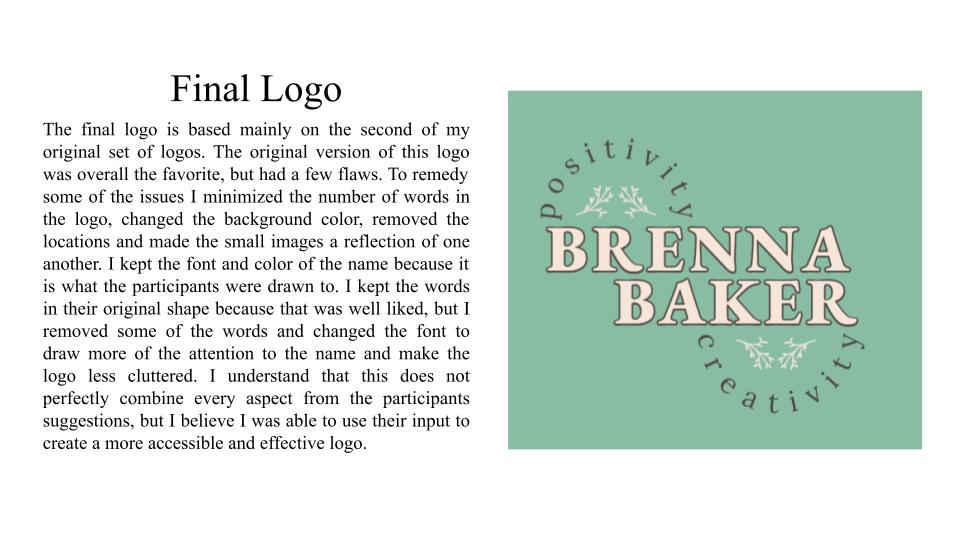 Final Logo
The final logo is based mainly on the second of my
original set of logos. The original version of this logo
was overall the favorite, but had a few flaws. To remedy
some of the issues I minimized the number of words in
the logo, changed the background color, removed the
locations and made the small images a reflection of one
another. I kept the font and color of the name because it
is what the participants were drawn to. I kept the words
in their original shape because that was well liked, but I
removed some of the words and changed the font to
draw more of the attention to the name and make the
logo less cluttered. I understand that this does not
perfectly combine every aspect from the participants
suggestions, but I believe I was able to use their input to
create a more accessible and effective logo.
positivity
BRENNA
BAKER
creativity